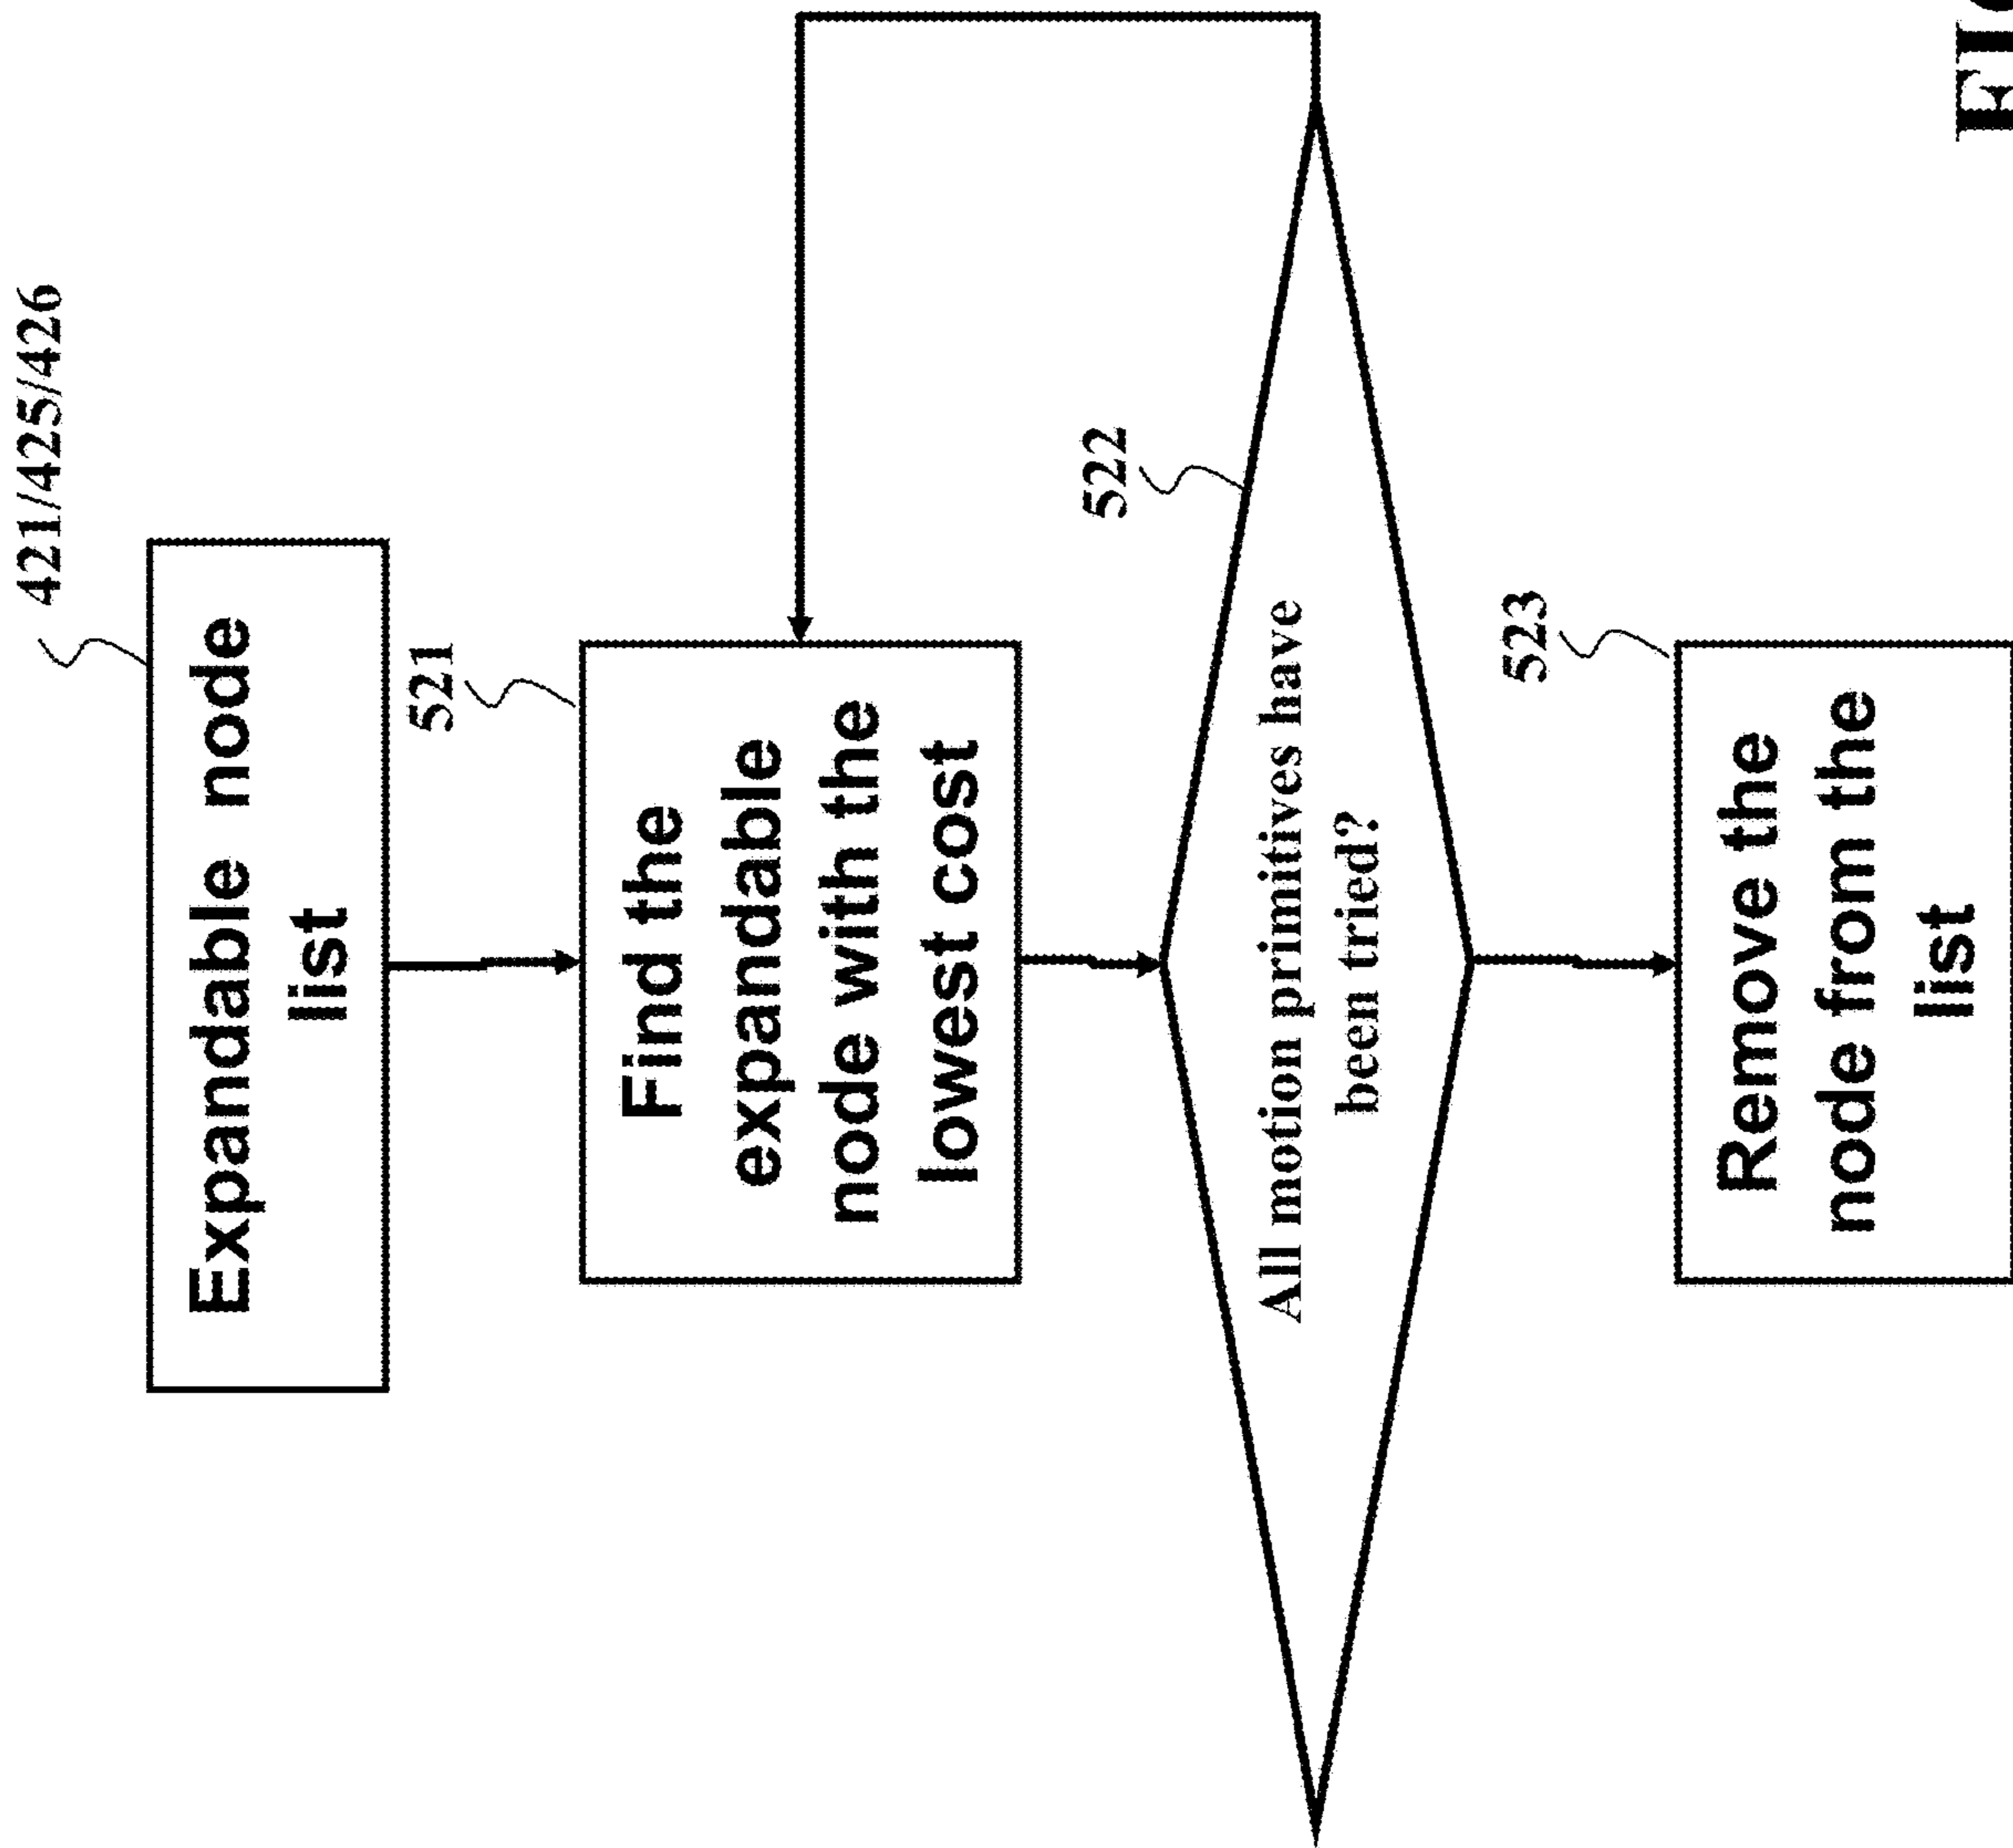 421/425/426
Expandable node
list
521
Find the
expandable
node with the
lowest cost
522
All motion primitives have
been tried?
523
Remove the
node from the
list